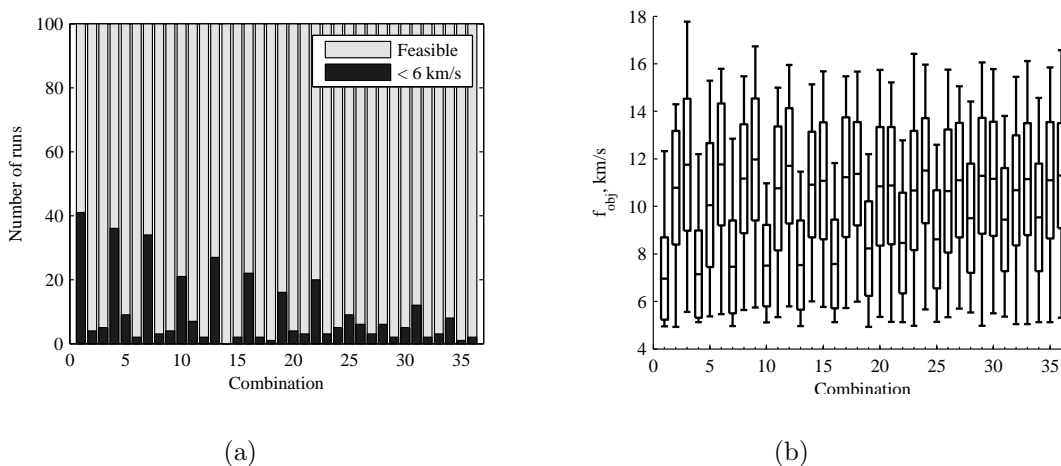 100
80
60
40
20
0
Number of runs
Feasible
< 6 km/s
0 5 10 15 20 25 30 35
Combination
(a)
18
16
14
12
10
8
6
4
f_obj, km/s
0 5 10 15 20 25 30 35
Combination
(b)